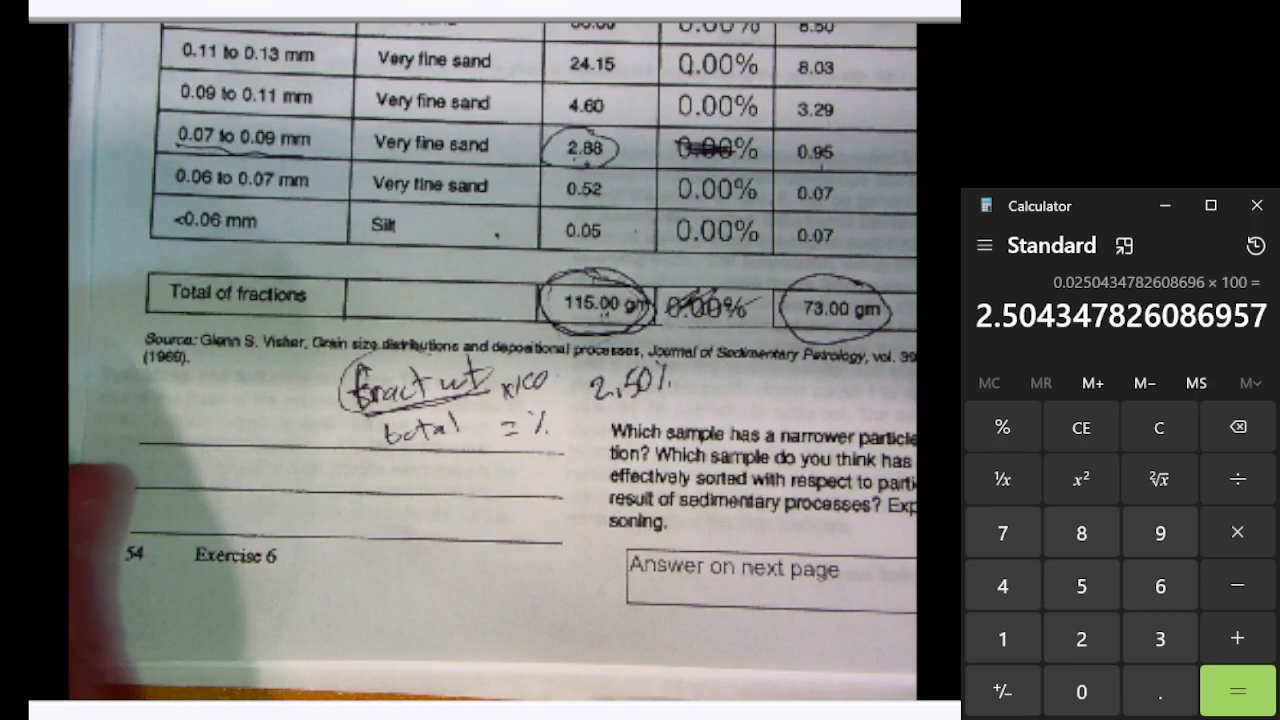 8.50
0.11 to 0.13 mm Very fine sand 24.15 0.00% 8.03
0.09 to 0.11 mm Very fine sand 4.60 0.00% 3.29
0.07 to 0.09 mm Very fine sand 2.88 0.00% 0.95
0.06 to 0.07 mm Very fine sand 0.52 0.00% 0.07
<0.06 mm Silt 0.05 0.00% 0.07
Total of fractions 115.00 gm 0.00% 73.00 gm
Source: Glenn S. Visher, Grain size distributions and depositional processes, Journal of Sedimentary Petrology, vol. 39
(1969).
fract wt x100 2.50%
total = %
Which sample has a narrower particle
tion? Which sample do you think has
effectively sorted with respect to parti
result of sedimentary processes? Exp
soning.
54 Exercise 6
Answer on next page
Calculator
Standard
0.0250434782608696 × 100 =
2.504347826086957
MC MR M+ M− MS M
% CE C
¹/x x² ²√x ÷
7 8 9 ×
4 5 6 −
1 2 3 +
+/− 0 . =